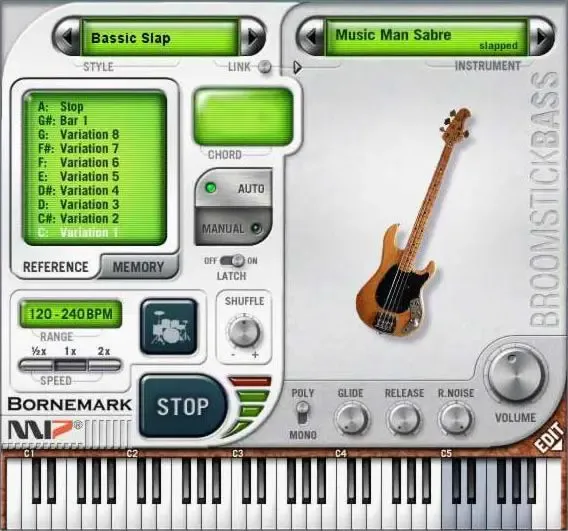 Bassic Slap
STYLE
LINK
Music Man Sabre
slapped
INSTRUMENT
A: Stop
G#: Bar 1
G: Variation 8
F#: Variation 7
F: Variation 6
E: Variation 5
D#: Variation 4
D: Variation 3
C#: Variation 2
C: Variation 1
REFERENCE
MEMORY
CHORD
AUTO
MANUAL
OFF ON
LATCH
BROOMSTICKBASS
120 - 240 BPM
RANGE
½x 1x 2x
SPEED
SHUFFLE
- +
BORNEMARK
STOP
POLY
MONO
GLIDE
RELEASE
R.NOISE
VOLUME
EDIT
C1 C2 C3 C4 C5